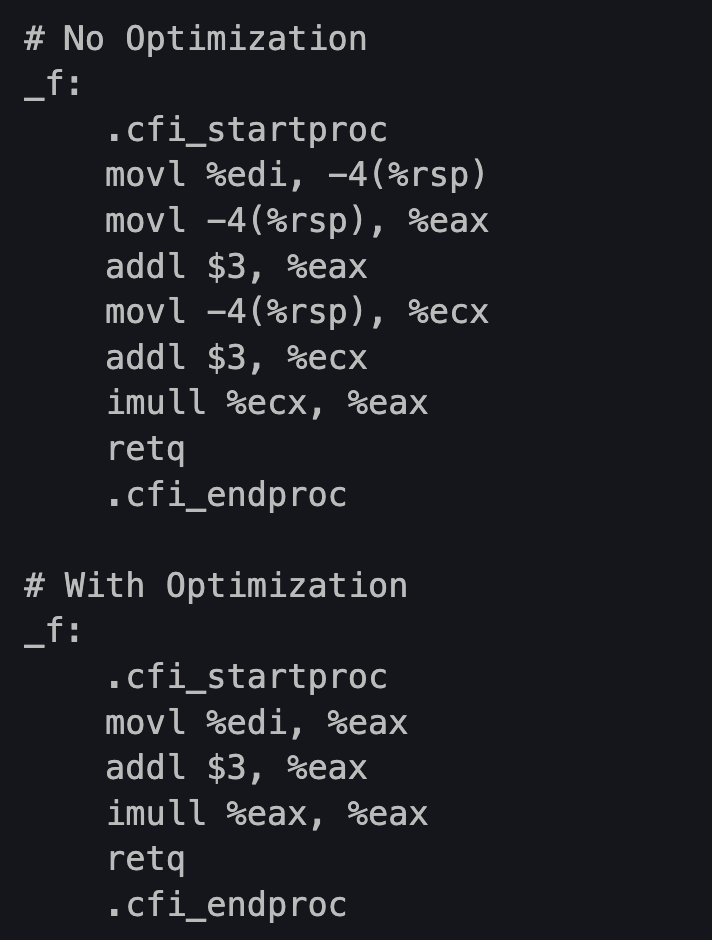 # No Optimization
_f:
.cfi_startproc
movl %edi, -4(%rsp)
movl -4(%rsp), %eax
addl $3, %eax
movl -4(%rsp), %ecx
addl $3, %ecx
imull %ecx, %eax
retq
.cfi_endproc
# With Optimization
_f:
.cfi_startproc
movl %edi, %eax
addl $3, %eax
imull %eax, %eax
retq
.cfi_endproc